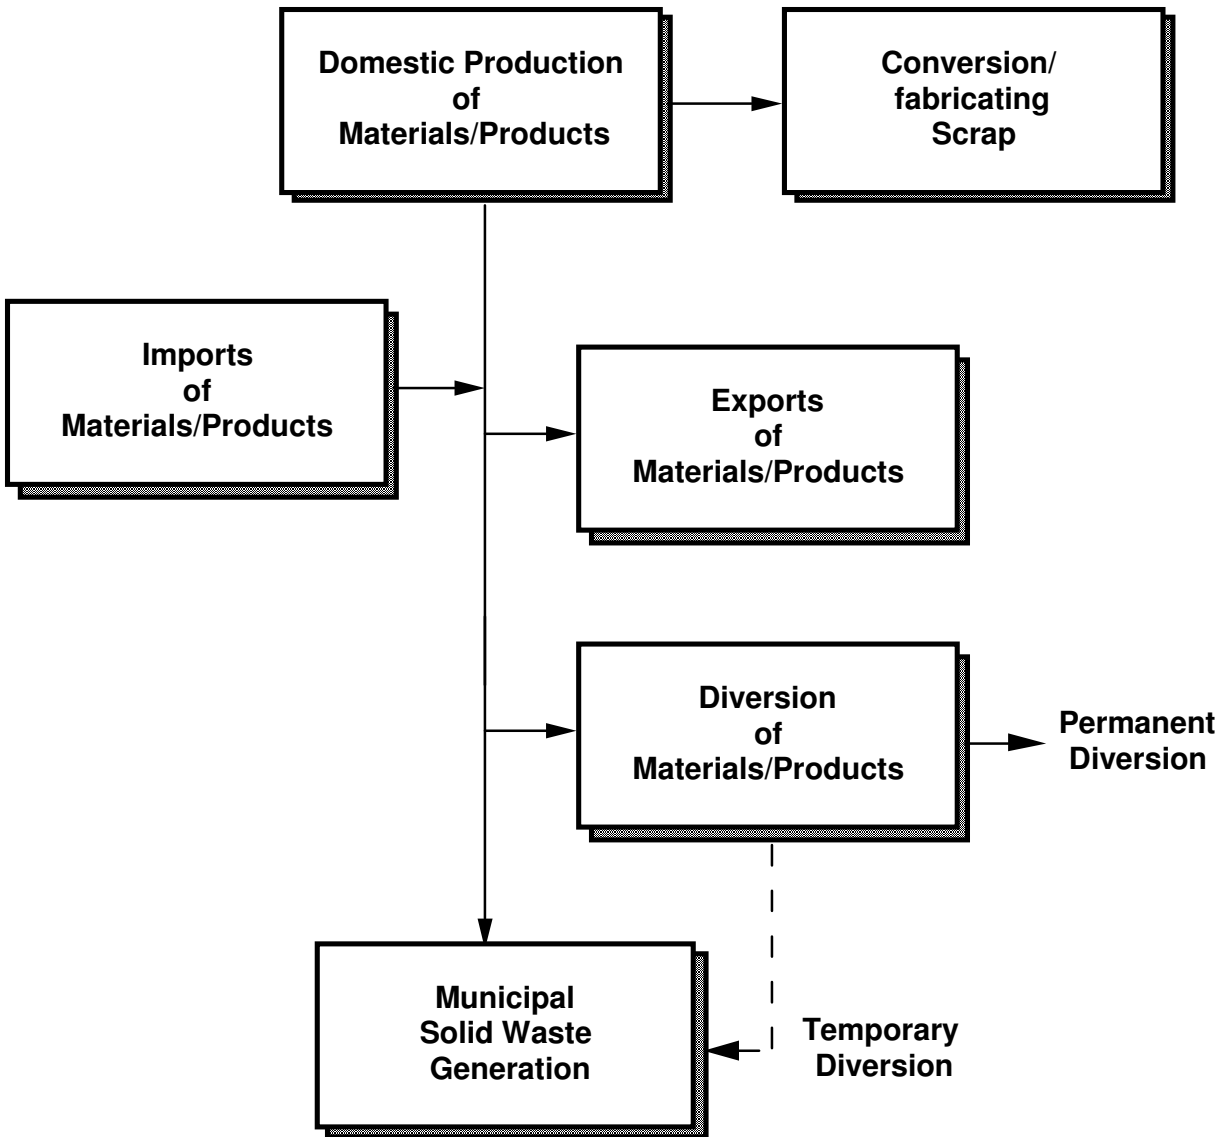 Domestic Production
of
Materials/Products
Conversion/
fabricating
Scrap
Imports
of
Materials/Products
Exports
of
Materials/Products
Diversion
of
Materials/Products
Permanent
Diversion
Municipal
Solid Waste
Generation
Temporary
Diversion